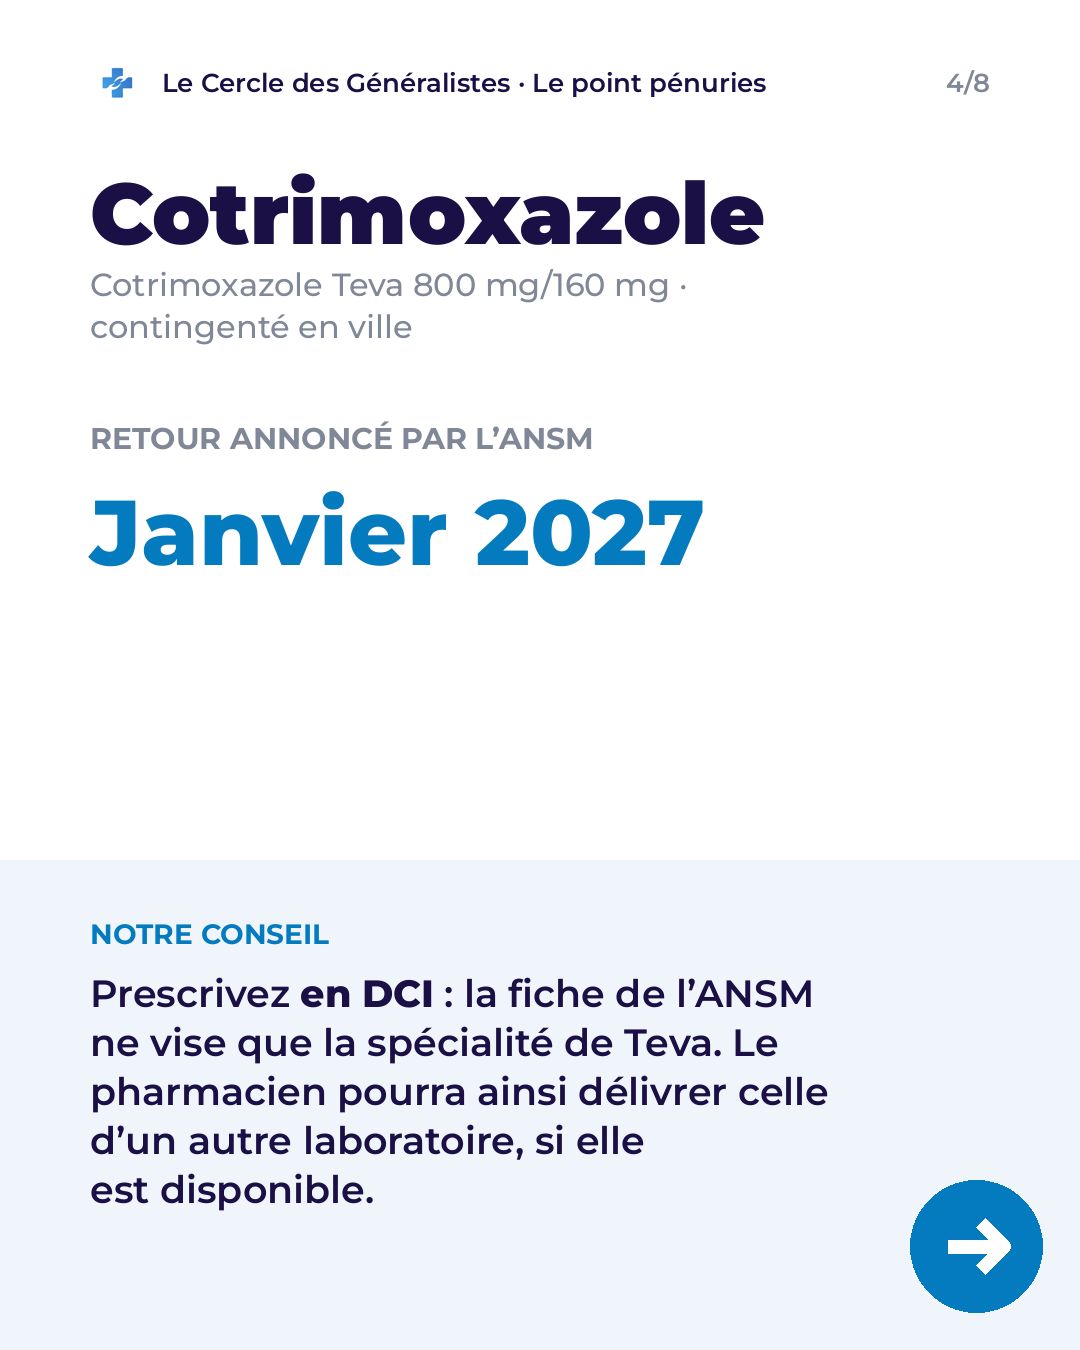 Le Cercle des Généralistes · Le point pénuries
4/8
Cotrimoxazole
Cotrimoxazole Teva 800 mg/160 mg ·
contingenté en ville
RETOUR ANNONCÉ PAR L’ANSM
Janvier 2027
NOTRE CONSEIL
Prescrivez en DCI : la fiche de l’ANSM
ne vise que la spécialité de Teva. Le
pharmacien pourra ainsi délivrer celle
d’un autre laboratoire, si elle
est disponible.